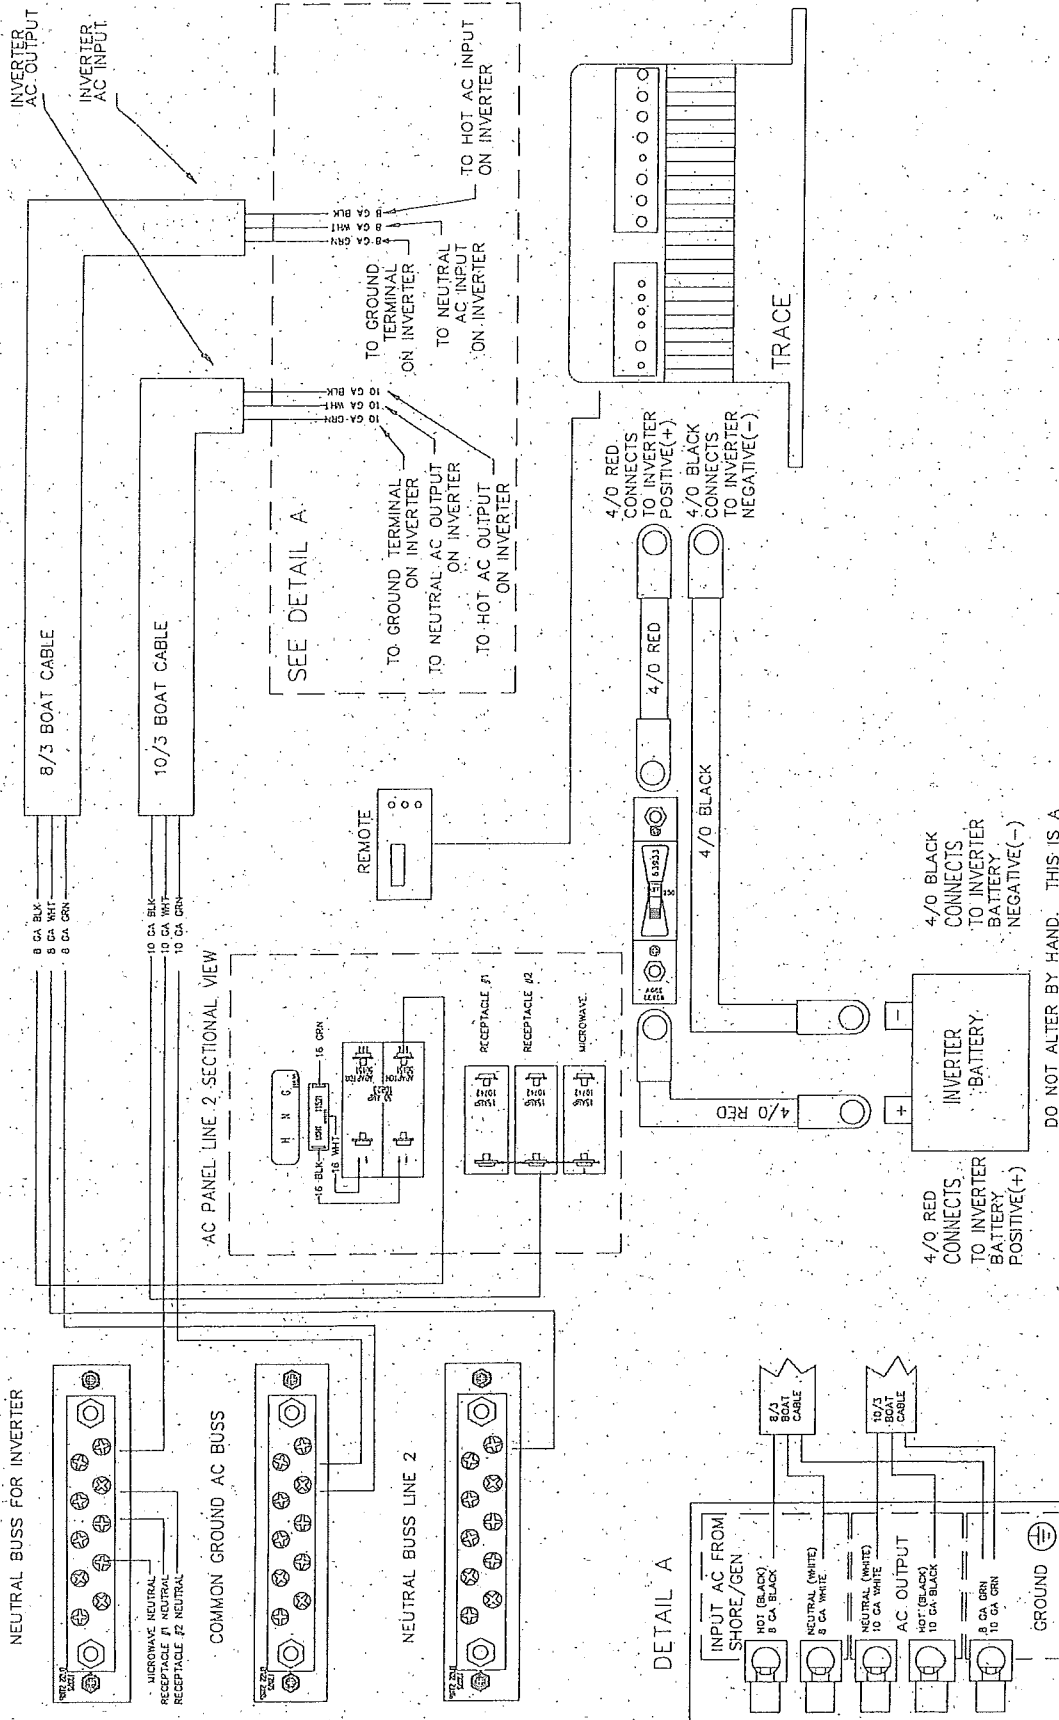 NEUTRAL BUSS FOR INVERTER
MICROWAVE NEUTRAL
RECEPTACLE #1 NEUTRAL
RECEPTACLE #2 NEUTRAL
COMMON GROUND AC BUSS
NEUTRAL BUSS LINE 2
8 GA BLK
8 GA WHT
8 GA GRN
10 GA BLK
10 GA WHT
10 GA GRN
8/3 BOAT CABLE
10/3 BOAT CABLE
INVERTER
AC OUTPUT
INVERTER
AC INPUT
SEE DETAIL A
8 GA BLK
8 GA WHT
8 GA GRN
TO HOT AC INPUT
ON INVERTER
TO NEUTRAL
AC INPUT
ON INVERTER
TO GROUND
TERMINAL
ON INVERTER
10 GA BLK
10 GA WHT
10 GA GRN
TO GROUND TERMINAL
ON INVERTER
TO NEUTRAL AC OUTPUT
ON INVERTER
TO HOT AC OUTPUT
ON INVERTER
AC PANEL LINE 2 SECTIONAL VIEW
16 BLK
16 WHT
16 GRN
RECEPTACLE #1
RECEPTACLE #2
MICROWAVE
REMOTE
TRACE
4/0 RED
CONNECTS
TO INVERTER
POSITIVE(+)
4/0 BLACK
CONNECTS
TO INVERTER
NEGATIVE(-)
4/0 RED
4/0 BLACK
4/0 RED
+
-
INVERTER
BATTERY
4/0 RED
CONNECTS
TO INVERTER
BATTERY
POSITIVE(+)
4/0 BLACK
CONNECTS
TO INVERTER
BATTERY
NEGATIVE(-)
DETAIL A
INPUT AC FROM
SHORE/GEN
HOT (BLACK)
8 GA BLACK
NEUTRAL (WHITE)
8 GA WHITE
NEUTRAL (WHITE)
10 GA WHITE
AC OUTPUT
HOT (BLACK)
10 GA BLACK
8 GA GRN
10 GA GRN
GROUND
8/3
BOAT
CABLE
10/3
BOAT
CABLE
DO NOT ALTER BY HAND. THIS IS A